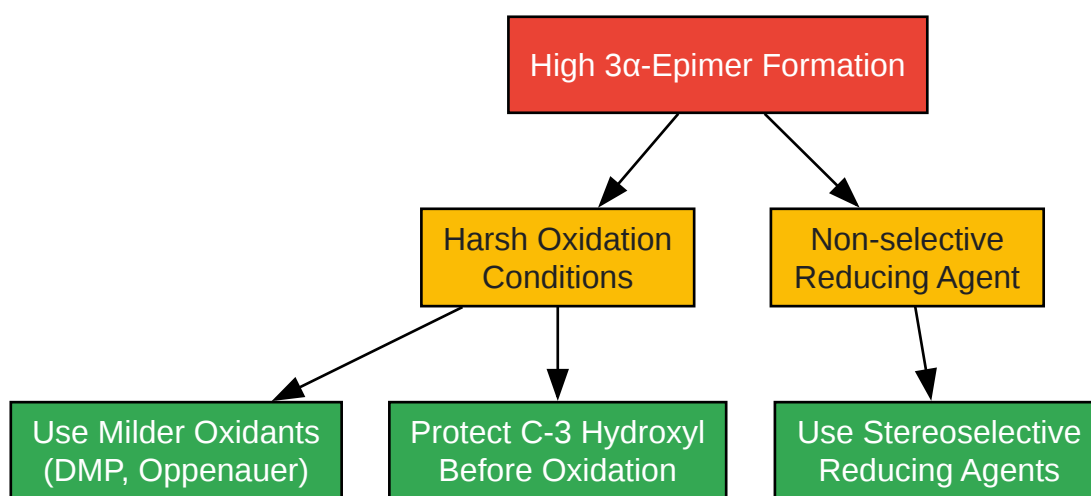 High 3α-Epimer Formation
Harsh Oxidation
Conditions
Non-selective
Reducing Agent
Use Milder Oxidants
(DMP, Oppenauer)
Protect C-3 Hydroxyl
Before Oxidation
Use Stereoselective
Reducing Agents